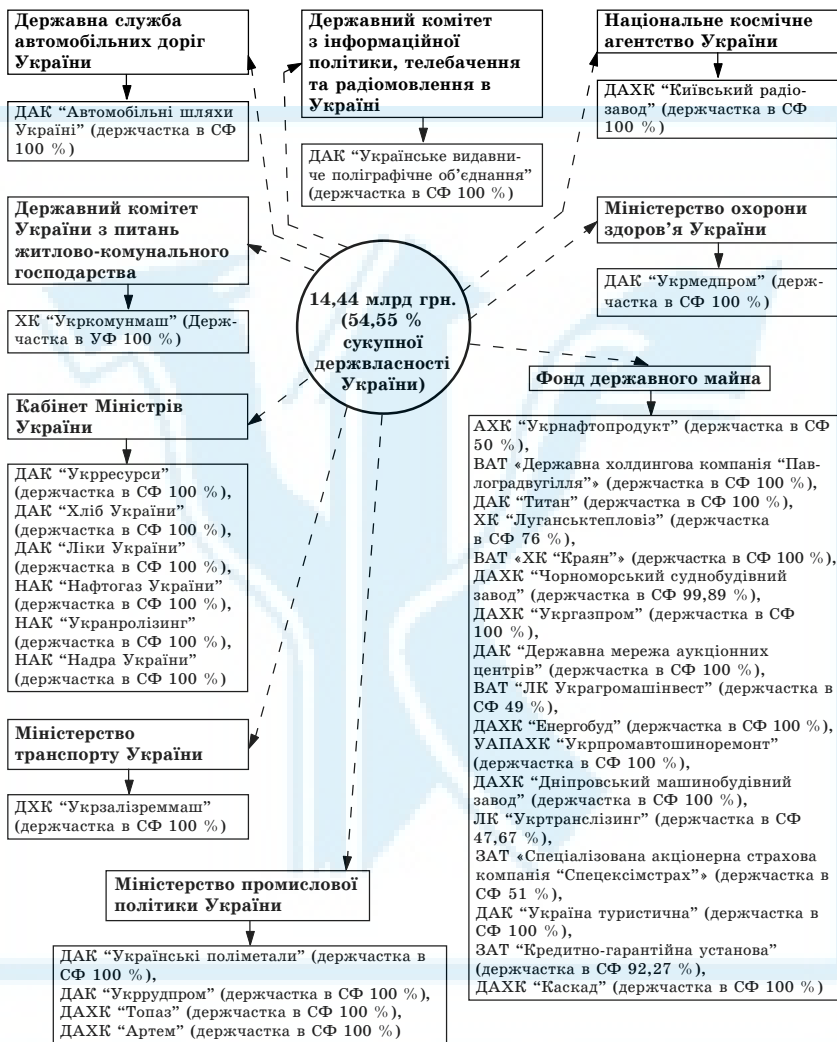 Державна служба
автомобільних доріг
України
ДАК “Автомобільні шляхи
Україні” (держчастка в СФ
100 %)
Державний комітет
з інформаційної
політики, телебачення
та радіомовлення в
Україні
ДАК “Українське видавни-
че поліграфічне об’єднання”
(держчастка в СФ 100 %)
Національне космічне
агентство України
ДАХК “Київський радіо-
завод” (держчастка в СФ
100 %)
Державний комітет
України з питань
житлово-комунального
господарства
ХК “Укркомунмаш” (Держ-
частка в УФ 100 %)
Міністерство охорони
здоров’я України
ДАК “Укрмедпром” (держ-
частка в СФ 100 %)
14,44 млрд грн.
(54,55 %
сукупної
держвласності
України)
Кабінет Міністрів
України
ДАК “Укрресурси”
(держчастка в СФ 100 %),
ДАК “Хліб України”
(держчастка в СФ 100 %),
ДАК “Ліки України”
(держчастка в СФ 100 %),
НАК “Нафтогаз України”
(держчастка в СФ 100 %),
НАК “Укранролізинг”
(держчастка в СФ 100 %),
НАК “Надра України”
(держчастка в СФ 100 %)
Міністерство
транспорту України
ДХК “Укрзалізреммаш”
(держчастка в СФ 100 %)
Міністерство промислової
політики України
ДАК “Українські поліметали” (держчастка в
СФ 100 %),
ДАК “Укррудпром” (держчастка в СФ 100 %),
ДАХК “Топаз” (держчастка в СФ 100 %),
ДАХК “Артем” (держчастка в СФ 100 %)
Фонд державного майна
АХК “Укрнафтопродукт” (держчастка в СФ
50 %),
ВАТ «Державна холдингова компанія “Пав-
лоградвугілля”» (держчастка в СФ 100 %),
ДАК “Титан” (держчастка в СФ 100 %),
ХК “Луганськтепловіз” (держчастка
в СФ 76 %),
ВАТ «ХК “Краян”» (держчастка в СФ 100 %),
ДАХК “Чорноморський суднобудівний
завод” (держчастка в СФ 99,89 %),
ДАХК “Укргазпром” (держчастка в СФ
100 %),
ДАК “Державна мережа аукціонних
центрів” (держчастка в СФ 100 %),
ВАТ “ЛК Украгромашінвест” (держчастка в
СФ 49 %),
ДАХК “Енергобуд” (держчастка в СФ 100 %),
УАПАХК “Укрпромавтошиноремонт”
(держчастка в СФ 100 %),
ДАХК “Дніпровський машинобудівний
завод” (держчастка в СФ 100 %),
ЛК “Укртранслізинг” (держчастка в СФ
47,67 %),
ЗАТ «Спеціалізована акціонерна страхова
компанія “Спецексімстрах”» (держчастка в
СФ 51 %),
ДАК “Україна туристична” (держчастка в
СФ 100 %),
ЗАТ “Кредитно-гарантійна установа”
(держчастка в СФ 92,27 %),
ДАХК “Каскад” (держчастка в СФ 100 %)